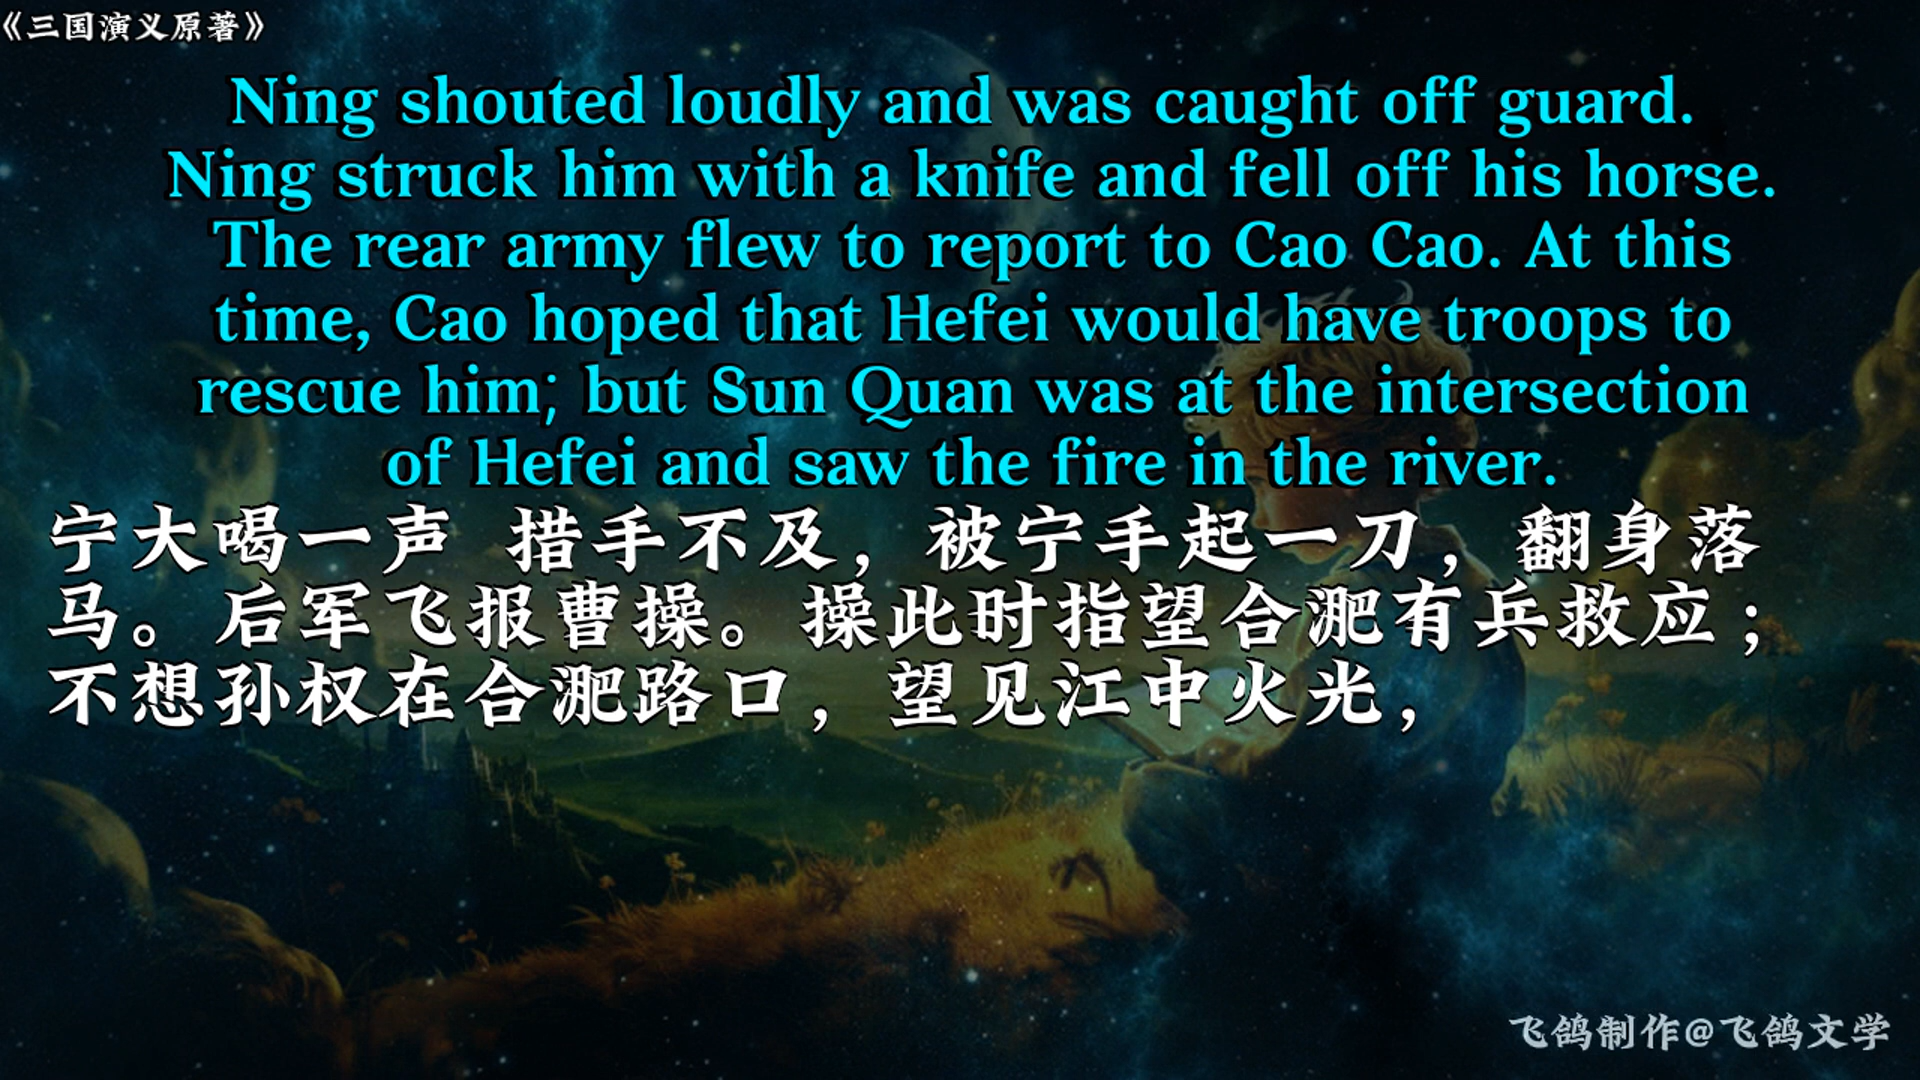 《三国演义原著》
Ning shouted loudly and was caught off guard.
Ning struck him with a knife and fell off his horse.
The rear army flew to report to Cao Cao. At this
time, Cao hoped that Hefei would have troops to
rescue him; but Sun Quan was at the intersection
of Hefei and saw the fire in the river.
宁大喝一声 措手不及，被宁手起一刀，翻身落
马。后军飞报曹操。操此时指望合淝有兵救应；
不想孙权在合淝路口，望见江中火光，
飞鸽制作@飞鸽文学